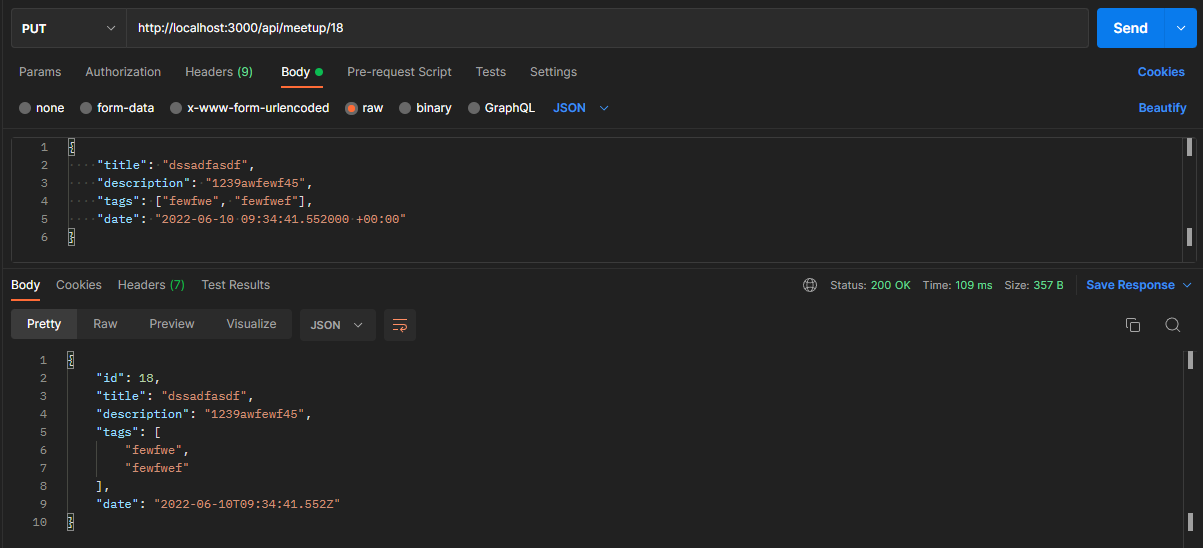 PUT http://localhost:3000/api/meetup/18 Send
Params Authorization Headers (9) Body Pre-request Script Tests Settings Cookies
none form-data x-www-form-urlencoded raw binary GraphQL JSON Beautify
1 {
2 "title": "dssadfasdf",
3 "description": "1239awfewf45",
4 "tags": ["fewfwe", "fewfwef"],
5 "date": "2022-06-10 09:34:41.552000 +00:00"
6 }
Body Cookies Headers (7) Test Results Status: 200 OK Time: 109 ms Size: 357 B Save Response
Pretty Raw Preview Visualize JSON
1 {
2 "id": 18,
3 "title": "dssadfasdf",
4 "description": "1239awfewf45",
5 "tags": [
6 "fewfwe",
7 "fewfwef"
8 ],
9 "date": "2022-06-10T09:34:41.552Z"
10 }